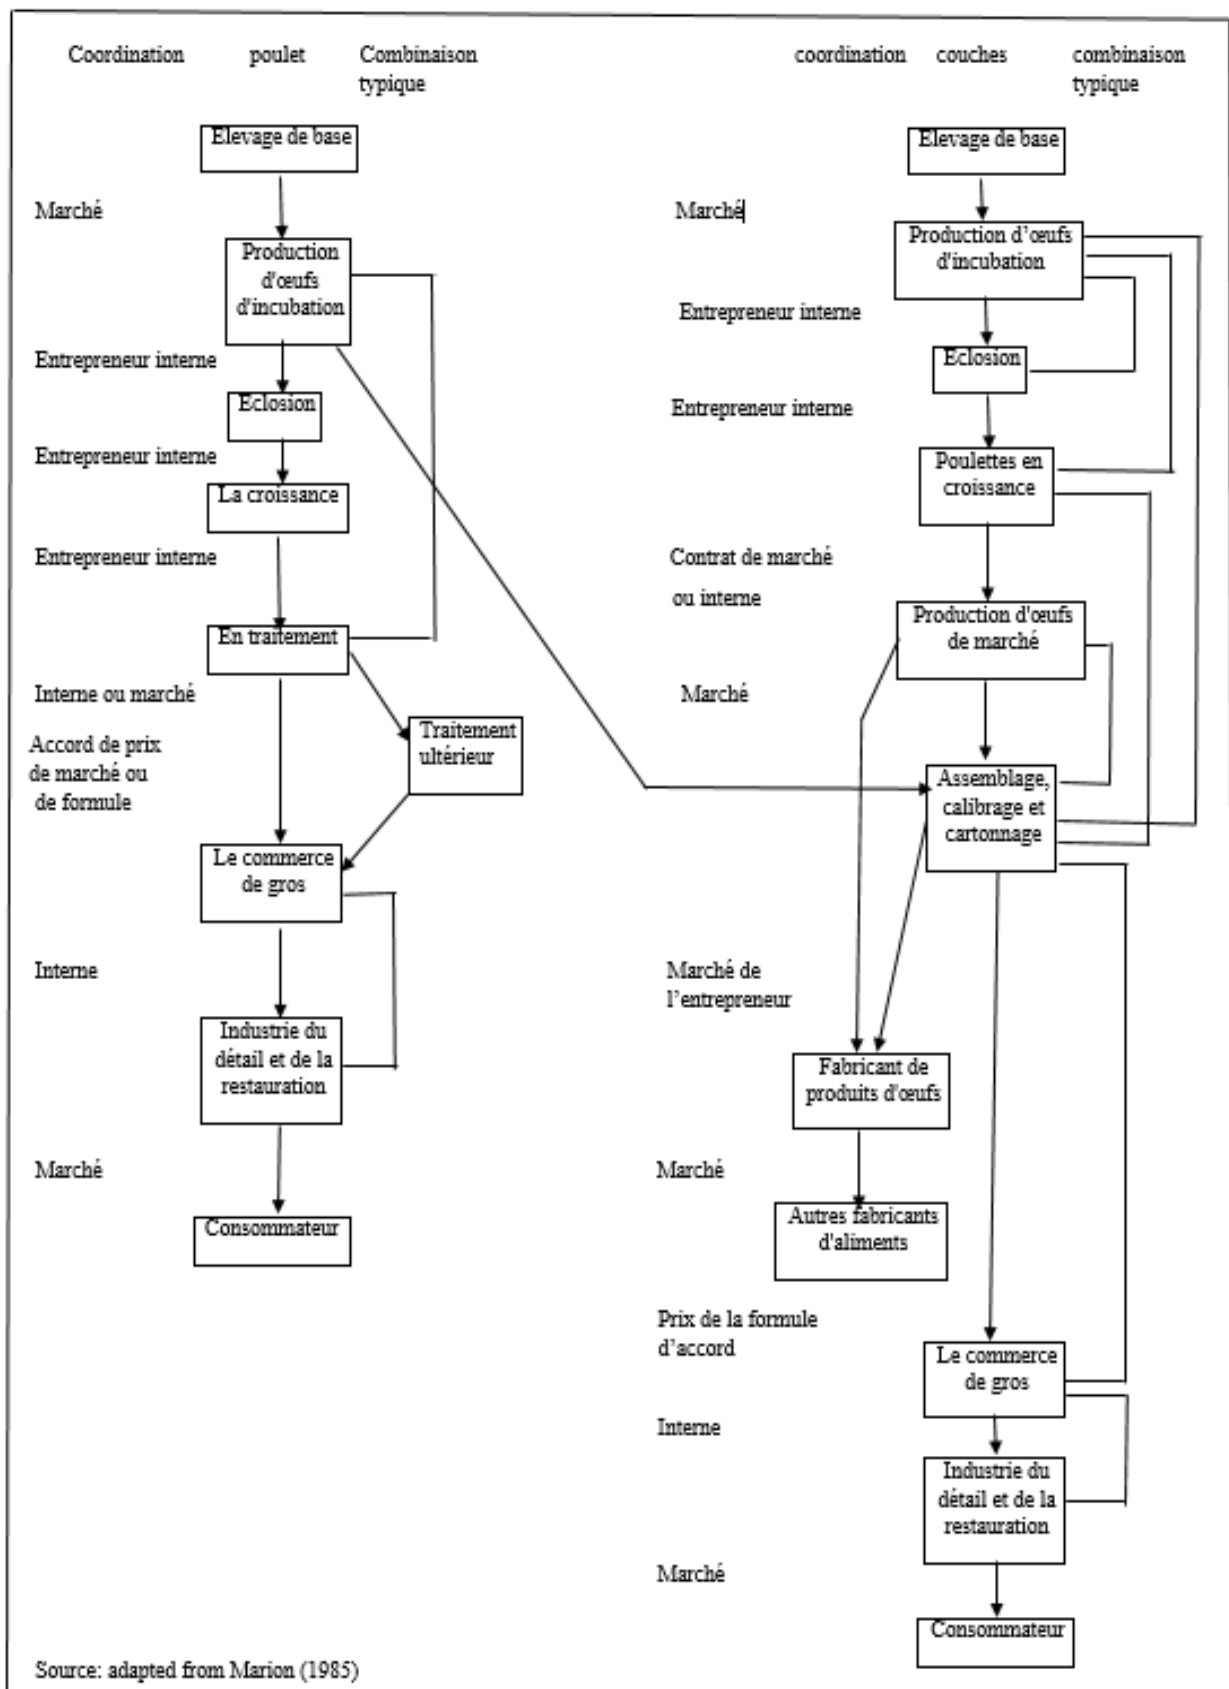 Coordination poulet Combinaison
typique
Elevage de base
Marché
Production
d'œufs
d'incubation
Entrepreneur interne
Eclosion
Entrepreneur interne
La croissance
Entrepreneur interne
En traitement
Interne ou marché
Traitement
ultérieur
Accord de prix
de marché ou
de formule
Le commerce
de gros
Interne
Industrie du
détail et de la
restauration
Marché
Consommateur
coordination couches combinaison
typique
Elevage de base
Marché
Production d’œufs
d'incubation
Entrepreneur interne
Eclosion
Entrepreneur interne
Poulettes en
croissance
Contrat de marché
ou interne
Production d'œufs
de marché
Marché
Assemblage,
calibrage et
cartonnage
Marché de
l’entrepreneur
Fabricant de
produits d'œufs
Marché
Autres fabricants
d'aliments
Prix de la formule
d’accord
Le commerce
de gros
Interne
Industrie du
détail et de la
restauration
Marché
Consommateur
Source: adapted from Marion (1985)